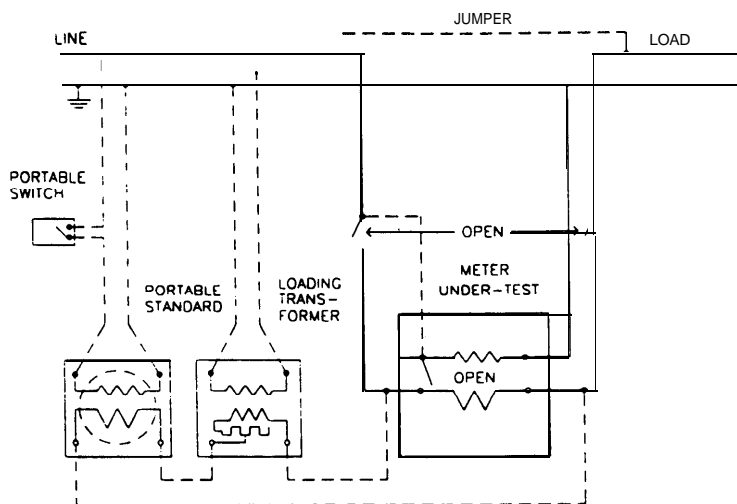 JUMPER
LINE
LOAD
PORTABLE
SWITCH
OPEN
METER
UNDER-TEST
PORTABLE
STANDARD
LOADING
TRANS-
FORMER
OPEN